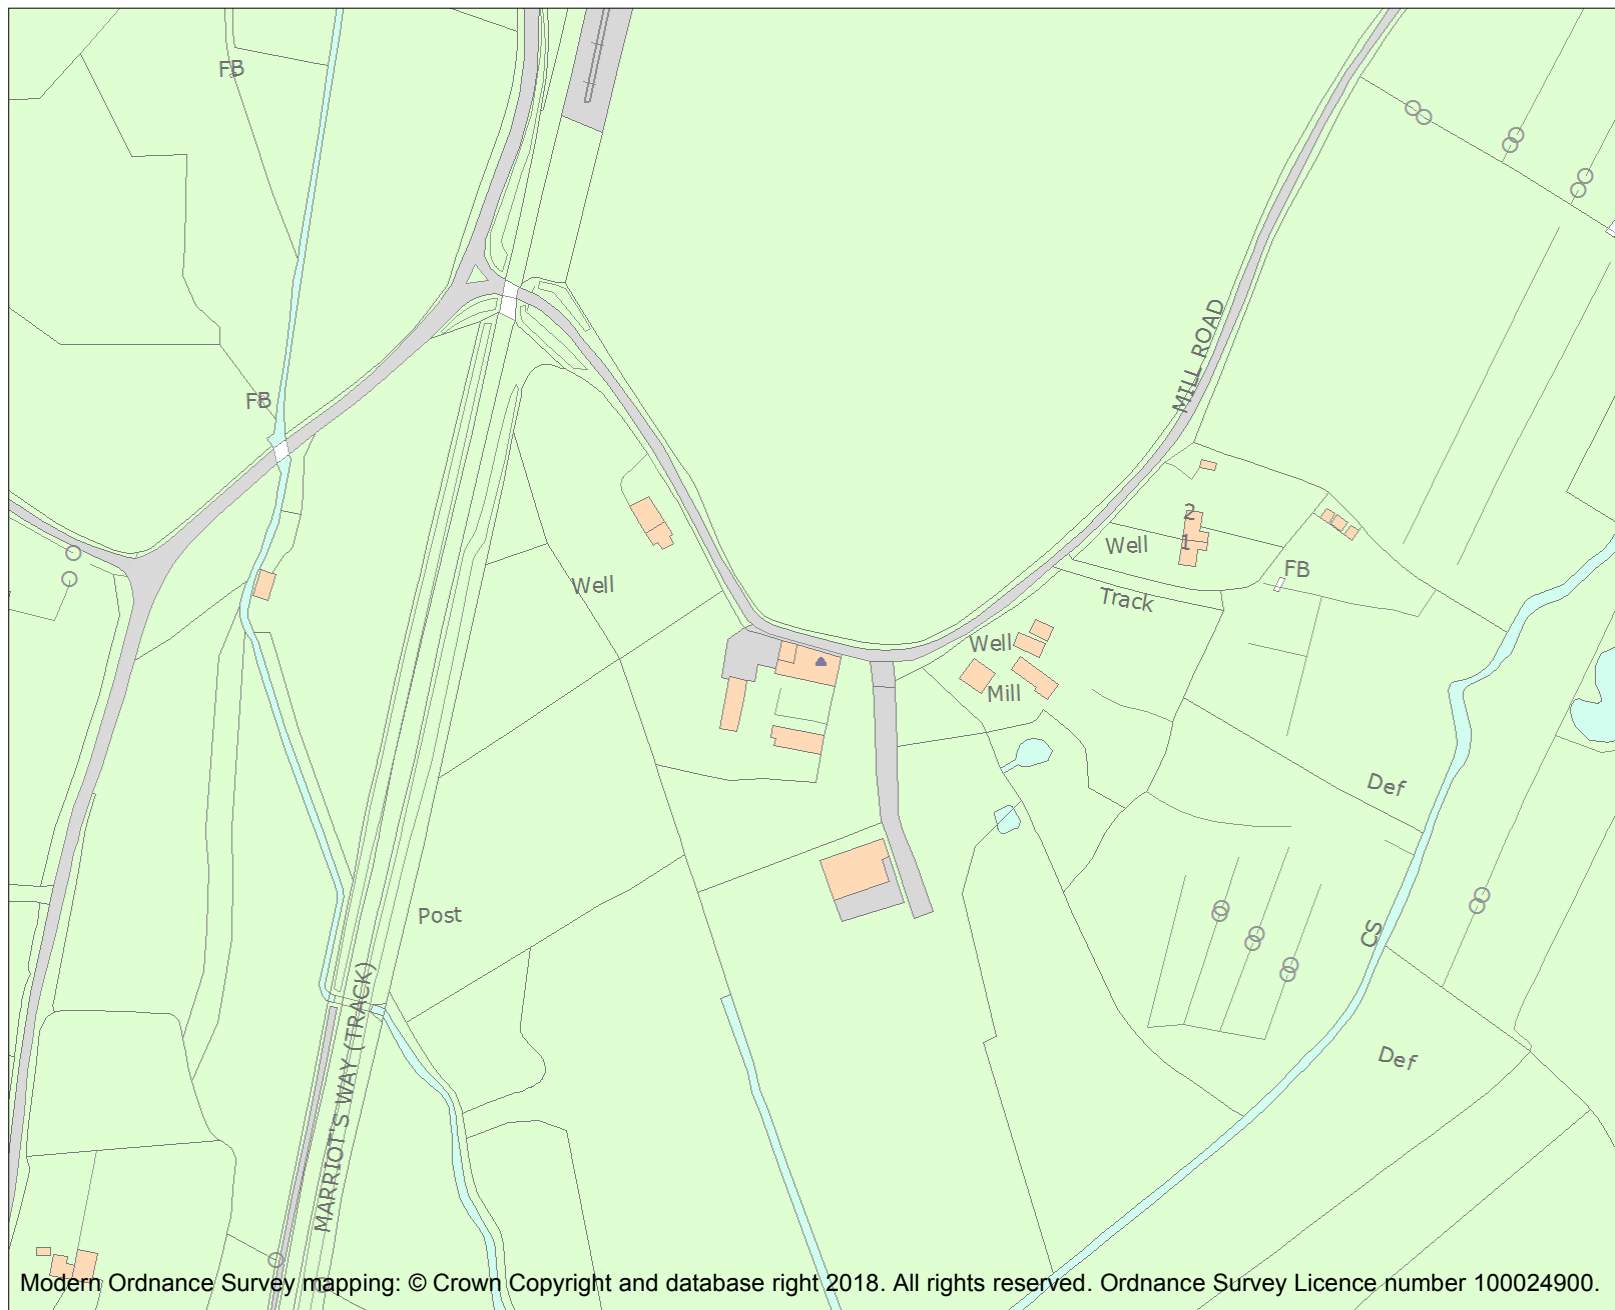 FB
MILL ROAD
FB
2
Well
1
FB
Well
Track
Well
Mill
Def
Post
CS
MARRIOT'S WAY (TRACK)
Def
Modern Ordnance Survey mapping: © Crown Copyright and database right 2018. All rights reserved. Ordnance Survey Licence number 100024900.